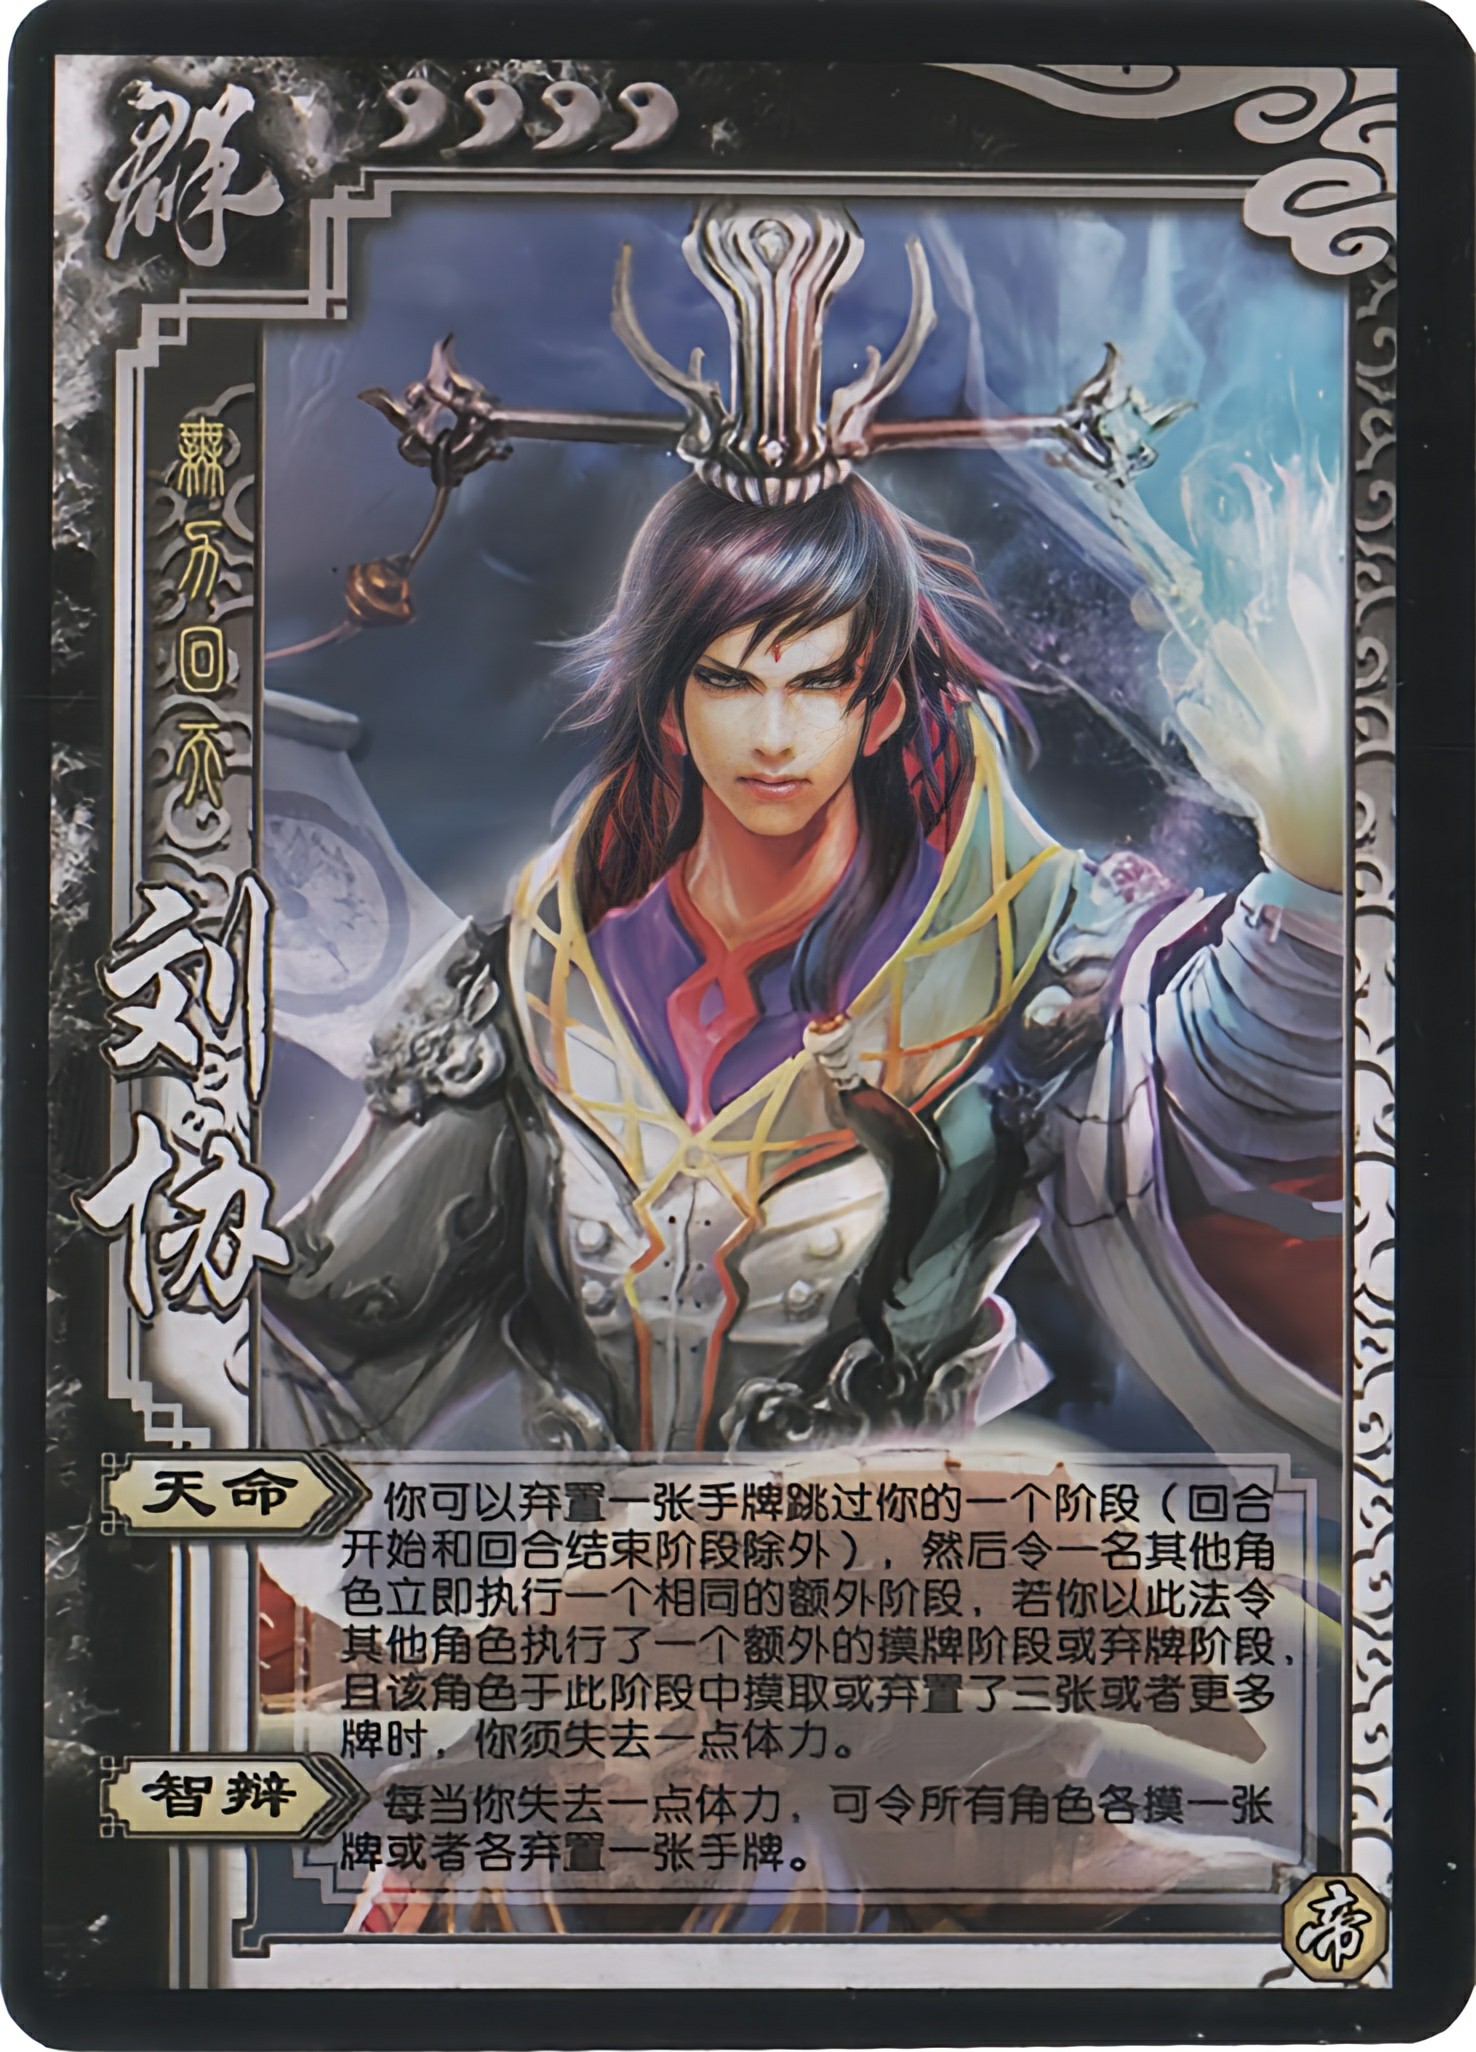 群
無力回天
刘协
天命
你可以弃置一张手牌跳过你的一个阶段（回合
开始和回合结束阶段除外），然后令一名其他角
色立即执行一个相同的额外阶段，若你以此法令
其他角色执行了一个额外的摸牌阶段或弃牌阶段，
且该角色于此阶段中摸取或弃置了三张或者更多
牌时，你须失去一点体力。
智辩
每当你失去一点体力，可令所有角色各摸一张
牌或者各弃置一张手牌。
帝